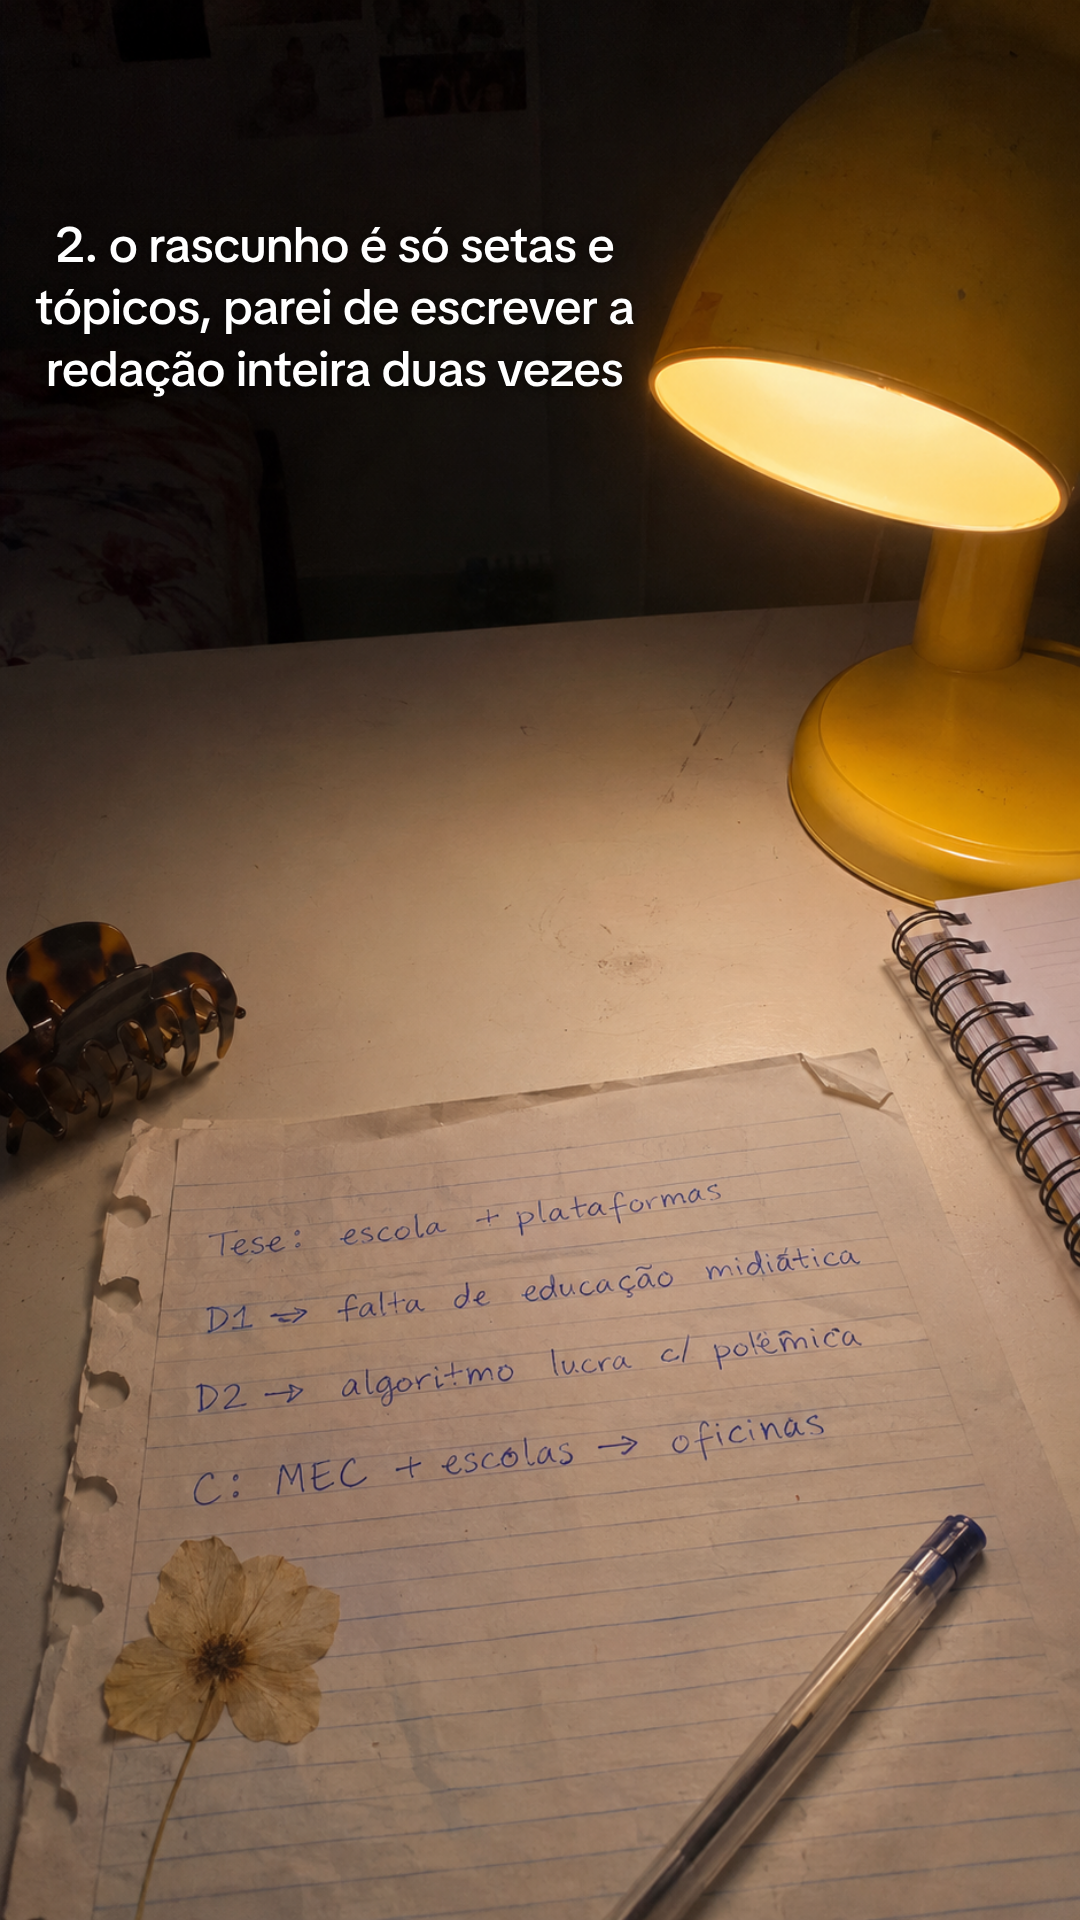 2. o rascunho é só setas e
tópicos, parei de escrever a
redação inteira duas vezes
Tese: escola + plataformas
D1 → falta de educação midiática
D2 → algoritmo lucra c/ polêmica
C: MEC + escolas → oficinas